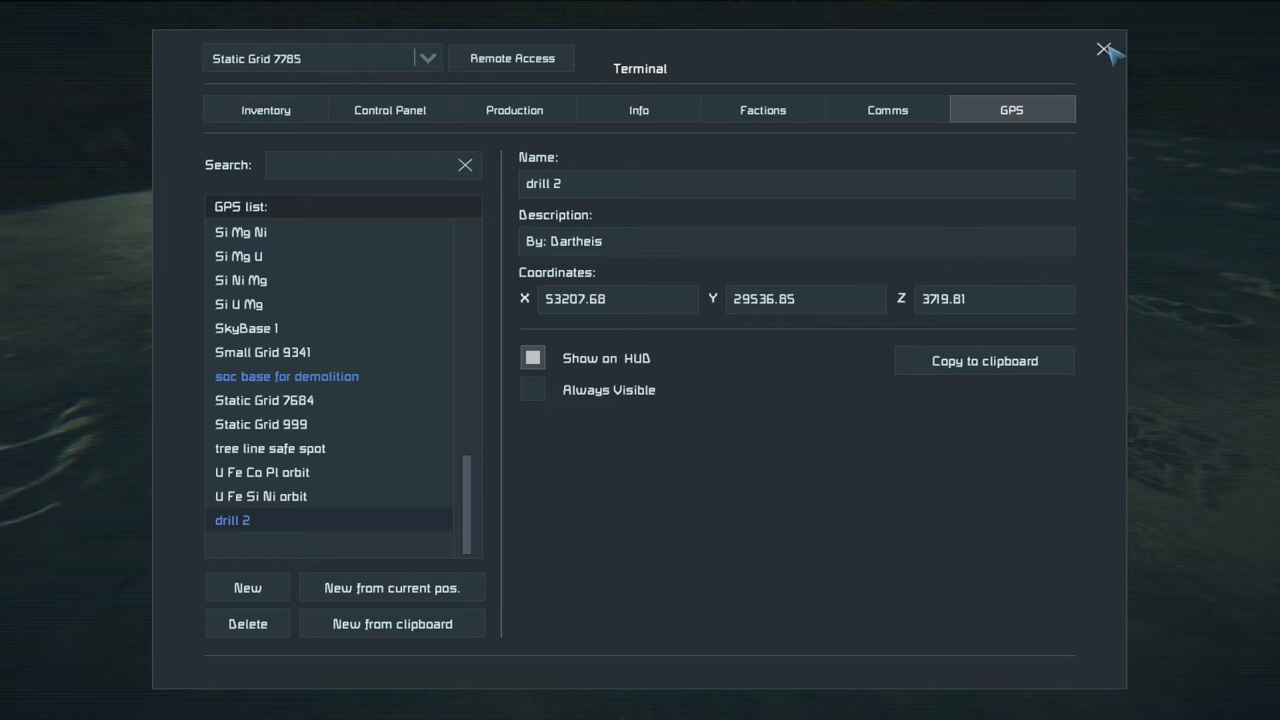 Static Grid 7785
Remote Access
Terminal
Inventory
Control Panel
Production
Info
Factions
Comms
GPS
Search:
GPS list:
Si Mg Ni
Si Mg U
Si Ni Mg
Si U Mg
SkyBase 1
Small Grid 9341
soc base for demolition
Static Grid 7684
Static Grid 999
tree line safe spot
U Fe Co Pl orbit
U Fe Si Ni orbit
drill 2
New
New from current pos.
Delete
New from clipboard
Name:
drill 2
Description:
By: Dartheis
Coordinates:
X 53207.68 Y 29536.85 Z 3719.81
Show on HUD
Copy to clipboard
Always Visible